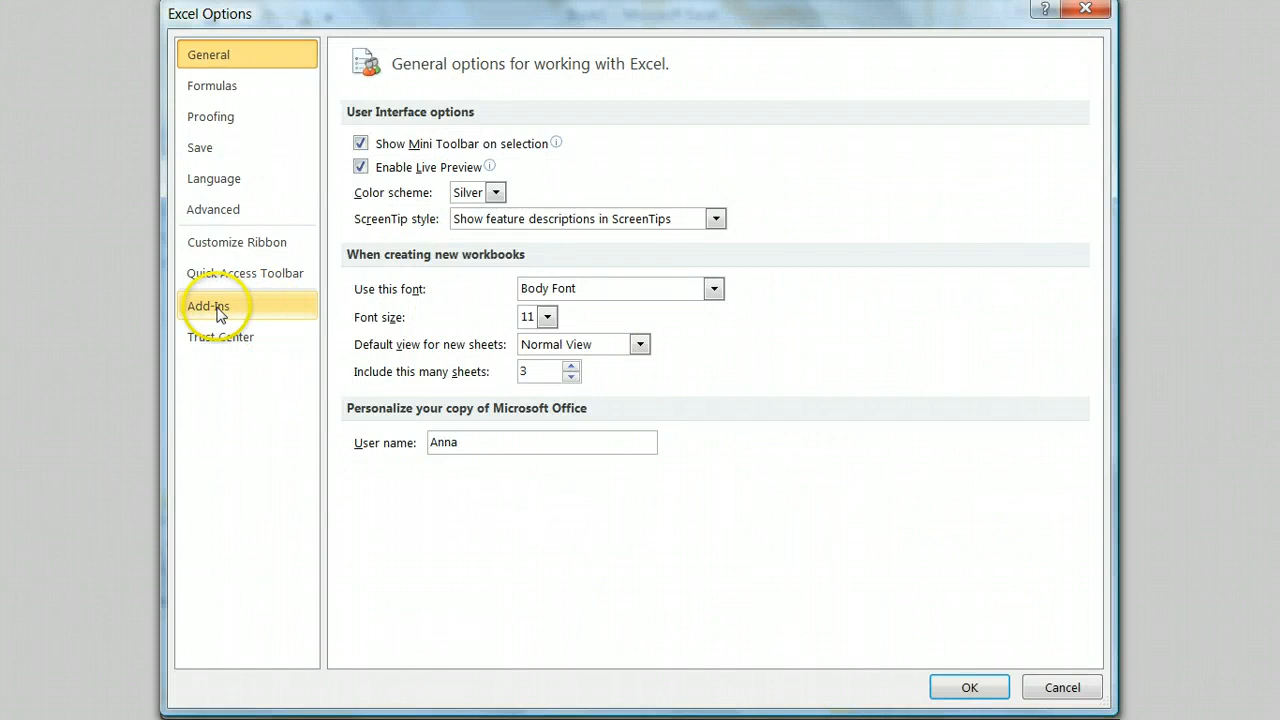 Excel Options
General
Formulas
Proofing
Save
Language
Advanced
Customize Ribbon
Quick Access Toolbar
Add-Ins
Trust Center
General options for working with Excel.
User Interface options
Show Mini Toolbar on selection
Enable Live Preview
Color scheme: Silver
ScreenTip style: Show feature descriptions in ScreenTips
When creating new workbooks
Use this font: Body Font
Font size: 11
Default view for new sheets: Normal View
Include this many sheets: 3
Personalize your copy of Microsoft Office
User name: Anna
OK Cancel